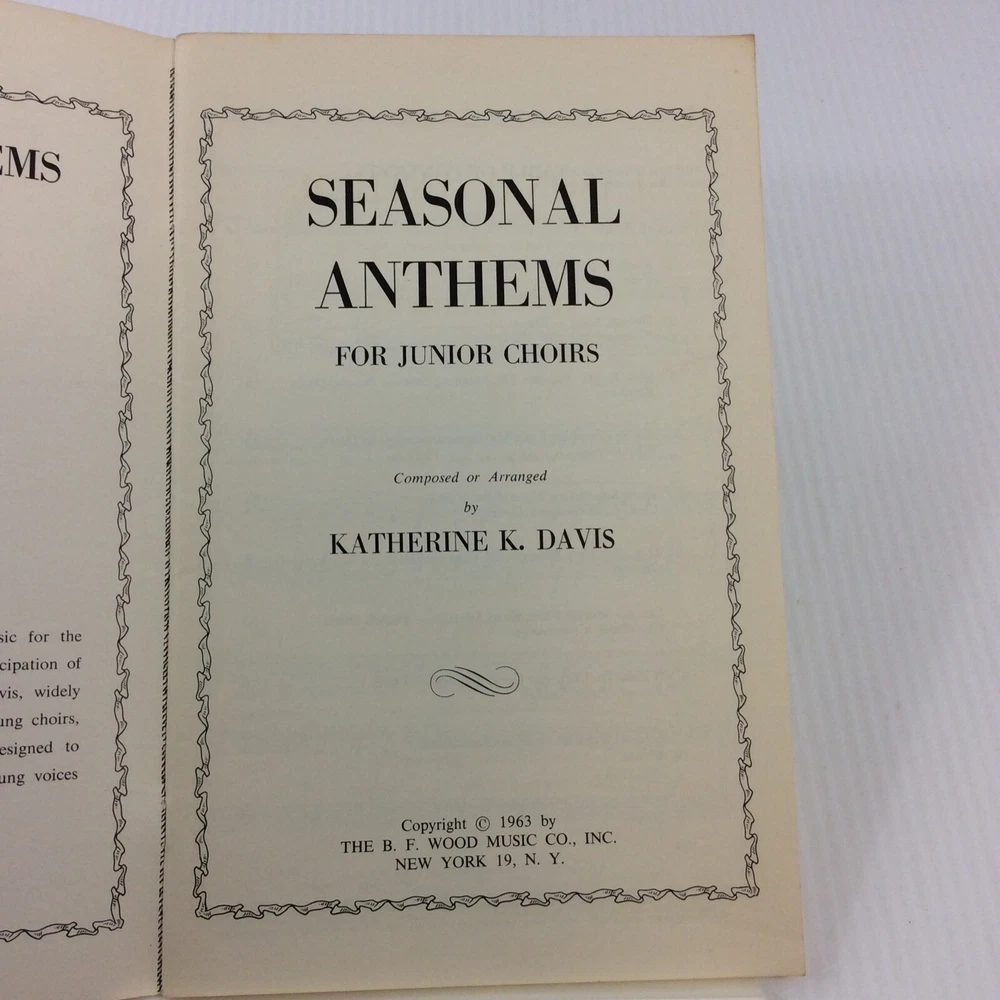 EMS
sic for the
cipation of
vis, widely
ung choirs,
esigned to
ung voices
SEASONAL
ANTHEMS
FOR JUNIOR CHOIRS
Composed or Arranged
by
KATHERINE K. DAVIS
Copyright © 1963 by
THE B. F. WOOD MUSIC CO., INC.
NEW YORK 19, N. Y.